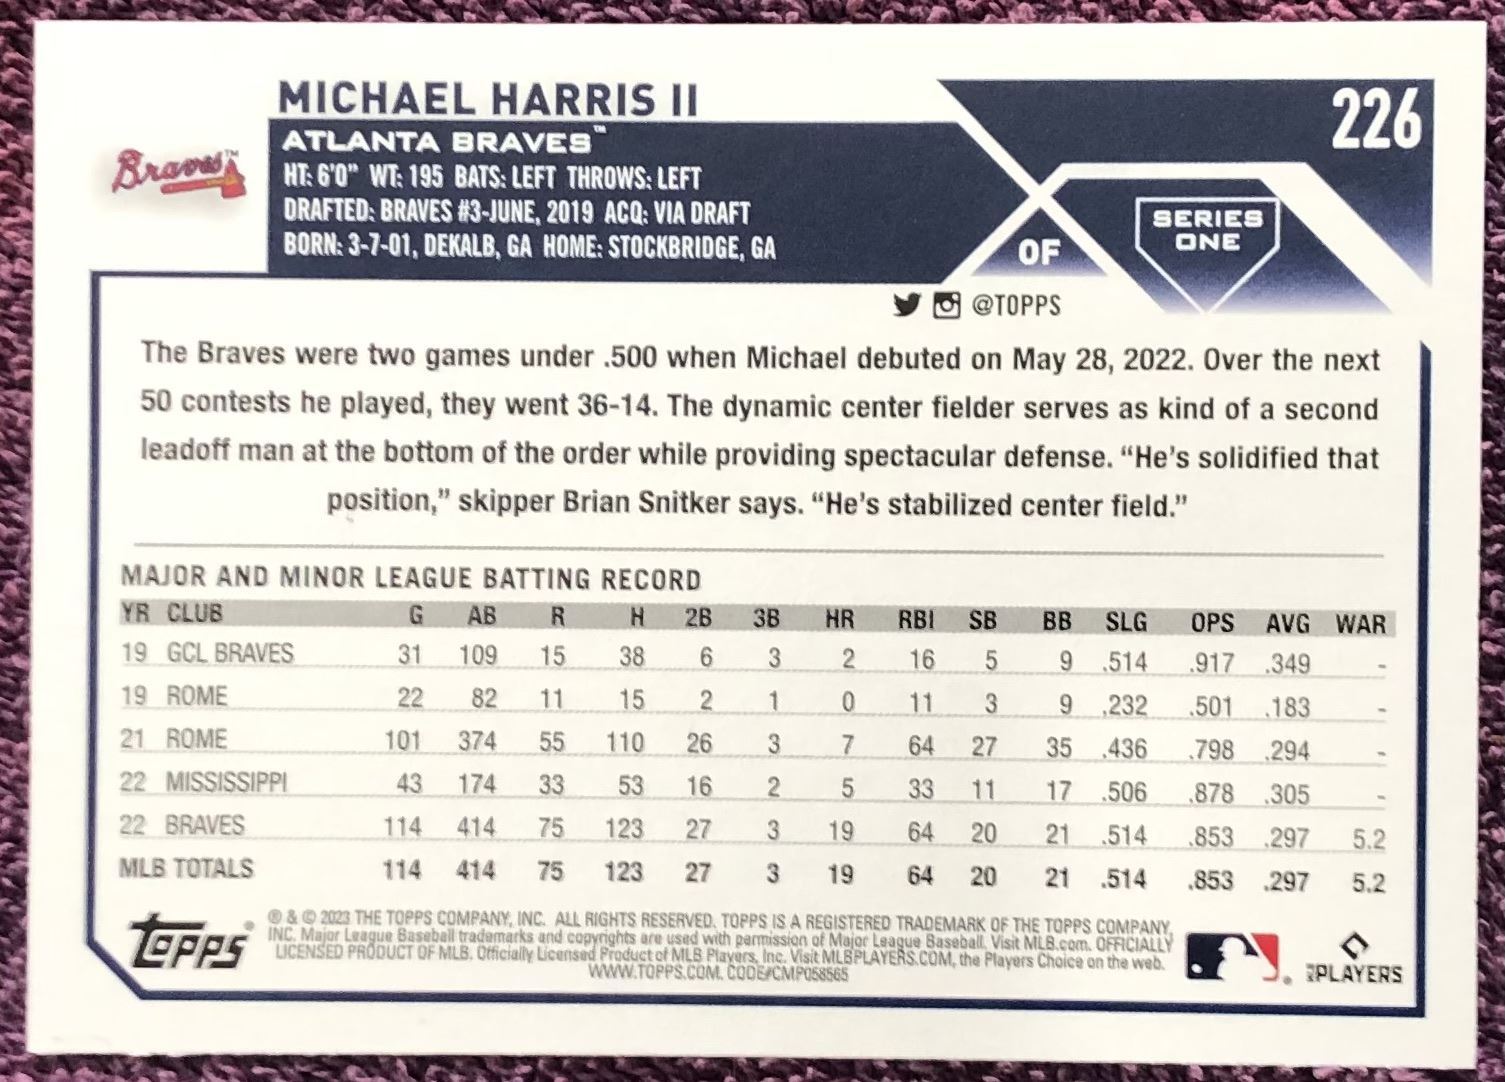 MICHAEL HARRIS II
226
Braves™
ATLANTA BRAVES™
HT: 6'0" WT: 195 BATS: LEFT THROWS: LEFT
DRAFTED: BRAVES #3-JUNE, 2019 ACQ: VIA DRAFT
BORN: 3-7-01, DEKALB, GA HOME: STOCKBRIDGE, GA
OF
SERIES
ONE
@TOPPS
The Braves were two games under .500 when Michael debuted on May 28, 2022. Over the next
50 contests he played, they went 36-14. The dynamic center fielder serves as kind of a second
leadoff man at the bottom of the order while providing spectacular defense. “He’s solidified that
position,” skipper Brian Snitker says. “He’s stabilized center field.”
MAJOR AND MINOR LEAGUE BATTING RECORD
YR CLUB G AB R H 2B 3B HR RBI SB BB SLG OPS AVG WAR
19 GCL BRAVES 31 109 15 38 6 3 2 16 5 9 .514 .917 .349 -
19 ROME 22 82 11 15 2 1 0 11 3 9 .232 .501 .183 -
21 ROME 101 374 55 110 26 3 7 64 27 35 .436 .798 .294 -
22 MISSISSIPPI 43 174 33 53 16 2 5 33 11 17 .506 .878 .305 -
22 BRAVES 114 414 75 123 27 3 19 64 20 21 .514 .853 .297 5.2
MLB TOTALS 114 414 75 123 27 3 19 64 20 21 .514 .853 .297 5.2
topps®
® & © 2023 THE TOPPS COMPANY, INC. ALL RIGHTS RESERVED. TOPPS IS A REGISTERED TRADEMARK OF THE TOPPS COMPANY,
INC. Major League Baseball trademarks and copyrights are used with permission of Major League Baseball. Visit MLB.com. OFFICIALLY
LICENSED PRODUCT OF MLB. Officially Licensed Product of MLB Players, Inc. Visit MLBPLAYERS.COM, the Players Choice on the web.
WWW.TOPPS.COM. CODE#CMP058565
PLAYERS